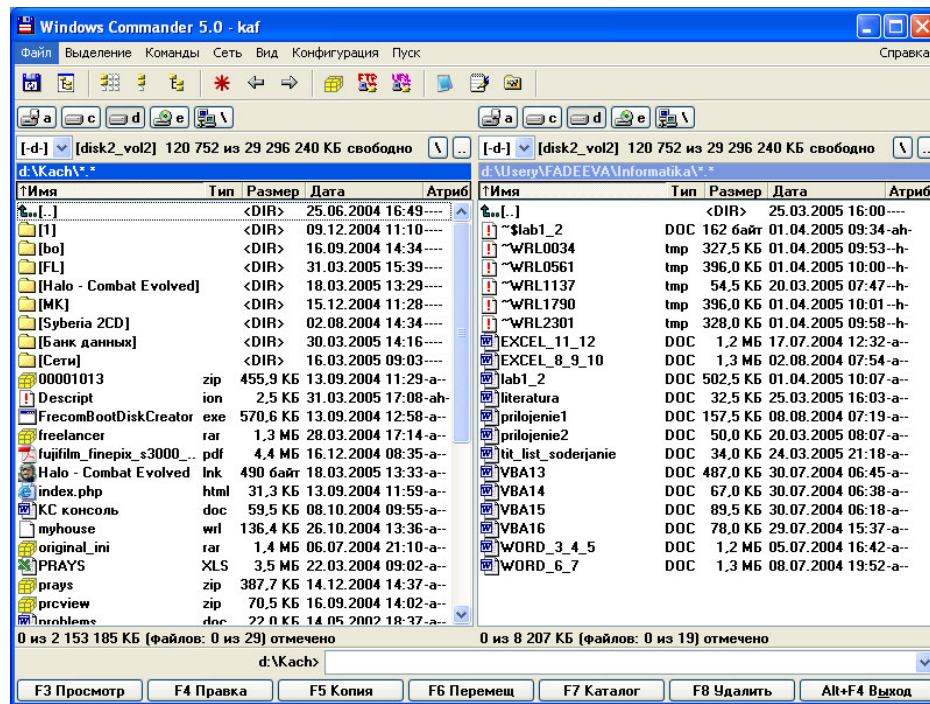 Windows Commander 5.0 - kaf
Файл Выделение Команды Сеть Вид Конфигурация Пуск Справка
a c d e \ a c d e \
[-d-] [disk2_vol2] 120 752 из 29 296 240 КБ свободно \ .. [-d-] [disk2_vol2] 120 752 из 29 296 240 КБ свободно \ ..
d:\Kach\*.* d:\Usery\FADEEVA\Informatika\*.*
↑Имя Тип Размер Дата Атриб ↑Имя Тип Размер Дата Атриб
[..] <DIR> 25.06.2004 16:49---- [..] <DIR> 25.03.2005 16:00----
[1] <DIR> 09.12.2004 11:10---- ~$lab1_2 DOC 162 байт 01.04.2005 09:34-ah-
[bo] <DIR> 16.09.2004 14:34---- ~WRL0034 tmp 327,5 КБ 01.04.2005 09:53--h-
[FL] <DIR> 31.03.2005 15:39---- ~WRL0561 tmp 396,0 КБ 01.04.2005 10:00--h-
[Halo - Combat Evolved] <DIR> 18.03.2005 13:29---- ~WRL1137 tmp 54,5 КБ 20.03.2005 07:47--h-
[MK] <DIR> 15.12.2004 11:28---- ~WRL1790 tmp 396,0 КБ 01.04.2005 10:01--h-
[Syberia 2CD] <DIR> 02.08.2004 14:34---- ~WRL2301 tmp 328,0 КБ 01.04.2005 09:58--h-
[Банк данных] <DIR> 30.03.2005 14:16---- EXCEL_11_12 DOC 1,2 МБ 17.07.2004 12:32-a--
[Сети] <DIR> 16.03.2005 09:03---- EXCEL_8_9_10 DOC 1,3 МБ 02.08.2004 07:54-a--
00001013 zip 455,9 КБ 13.09.2004 11:29-a-- lab1_2 DOC 502,5 КБ 01.04.2005 10:07-a--
Descript ion 2,5 КБ 31.03.2005 17:08-ah- literatura DOC 32,5 КБ 25.03.2005 16:03-a--
FrecomBootDiskCreator exe 570,6 КБ 13.09.2004 12:58-a-- prilojenie1 DOC 157,5 КБ 08.08.2004 07:19-a--
freelancer rar 1,3 МБ 28.03.2004 17:14-a-- prilojenie2 DOC 50,0 КБ 20.03.2005 08:07-a--
fujifilm_finepix_s3000_... pdf 4,4 МБ 16.12.2004 08:35-a-- tit_list_soderjanie DOC 34,0 КБ 24.03.2005 21:18-a--
Halo - Combat Evolved lnk 490 байт 18.03.2005 13:33-a-- VBA13 DOC 487,0 КБ 30.07.2004 06:45-a--
index.php html 31,3 КБ 13.09.2004 11:59-a-- VBA14 DOC 67,0 КБ 30.07.2004 06:38-a--
КС консоль doc 59,5 КБ 08.10.2004 09:55-a-- VBA15 DOC 89,5 КБ 30.07.2004 06:18-a--
myhouse wrl 136,4 КБ 26.10.2004 13:36-a-- VBA16 DOC 78,0 КБ 29.07.2004 15:37-a--
original_ini rar 1,4 МБ 06.07.2004 21:10-a-- WORD_3_4_5 DOC 1,2 МБ 05.07.2004 16:42-a--
PRAYS XLS 3,5 МБ 22.03.2004 09:02-a-- WORD_6_7 DOC 1,3 МБ 08.07.2004 19:52-a--
prays zip 387,7 КБ 14.12.2004 14:37-a--
prcview zip 70,5 КБ 16.09.2004 14:02-a--
problems doc 22,0 КБ 14.05.2002 18:37-a--
0 из 2 153 185 КБ (файлов: 0 из 29) отмечено 0 из 8 207 КБ (файлов: 0 из 19) отмечено
d:\Kach>
F3 Просмотр F4 Правка F5 Копия F6 Перемещ F7 Каталог F8 Удалить Alt+F4 Выход